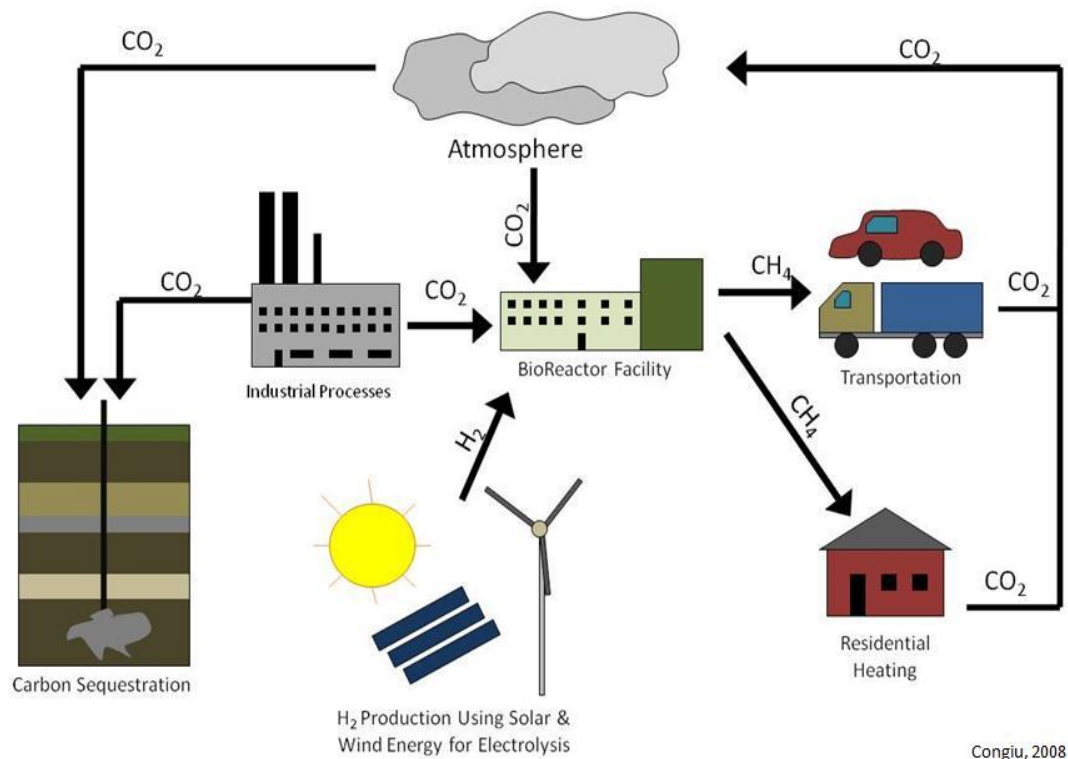 CO₂
CO₂
Atmosphere
CO₂
CO₂
CO₂
CH₄
CO₂
Industrial Processes
BioReactor Facility
Transportation
H₂
CH₄
CO₂
Carbon Sequestration
Residential
Heating
H₂ Production Using Solar &
Wind Energy for Electrolysis
Congiu, 2008